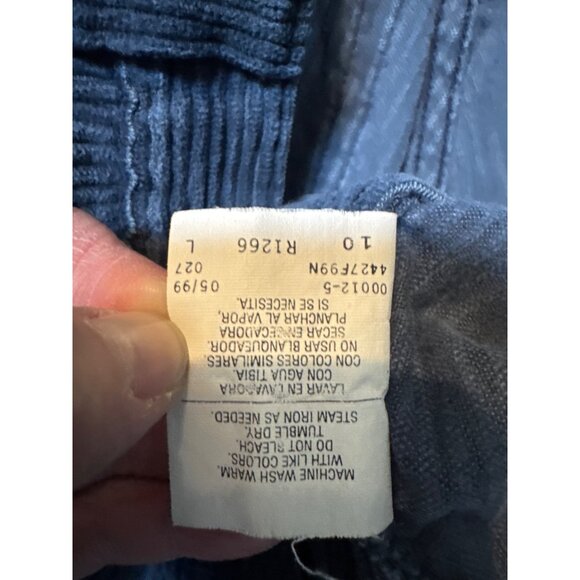 MACHINE WASH WARM.
WITH LIKE COLORS.
DO NOT BLEACH.
TUMBLE DRY.
STEAM IRON AS NEEDED.
LAVAR EN LAVADORA
CON AGUA TIBIA
CON COLORES SIMILARES.
NO USAR BLANQUEADOR.
SECAR EN SECADORA
PLANCHAR AL VAPOR,
SI SE NECESITA.
00012-5 05/99
4427F99N 027
10 R1266 L